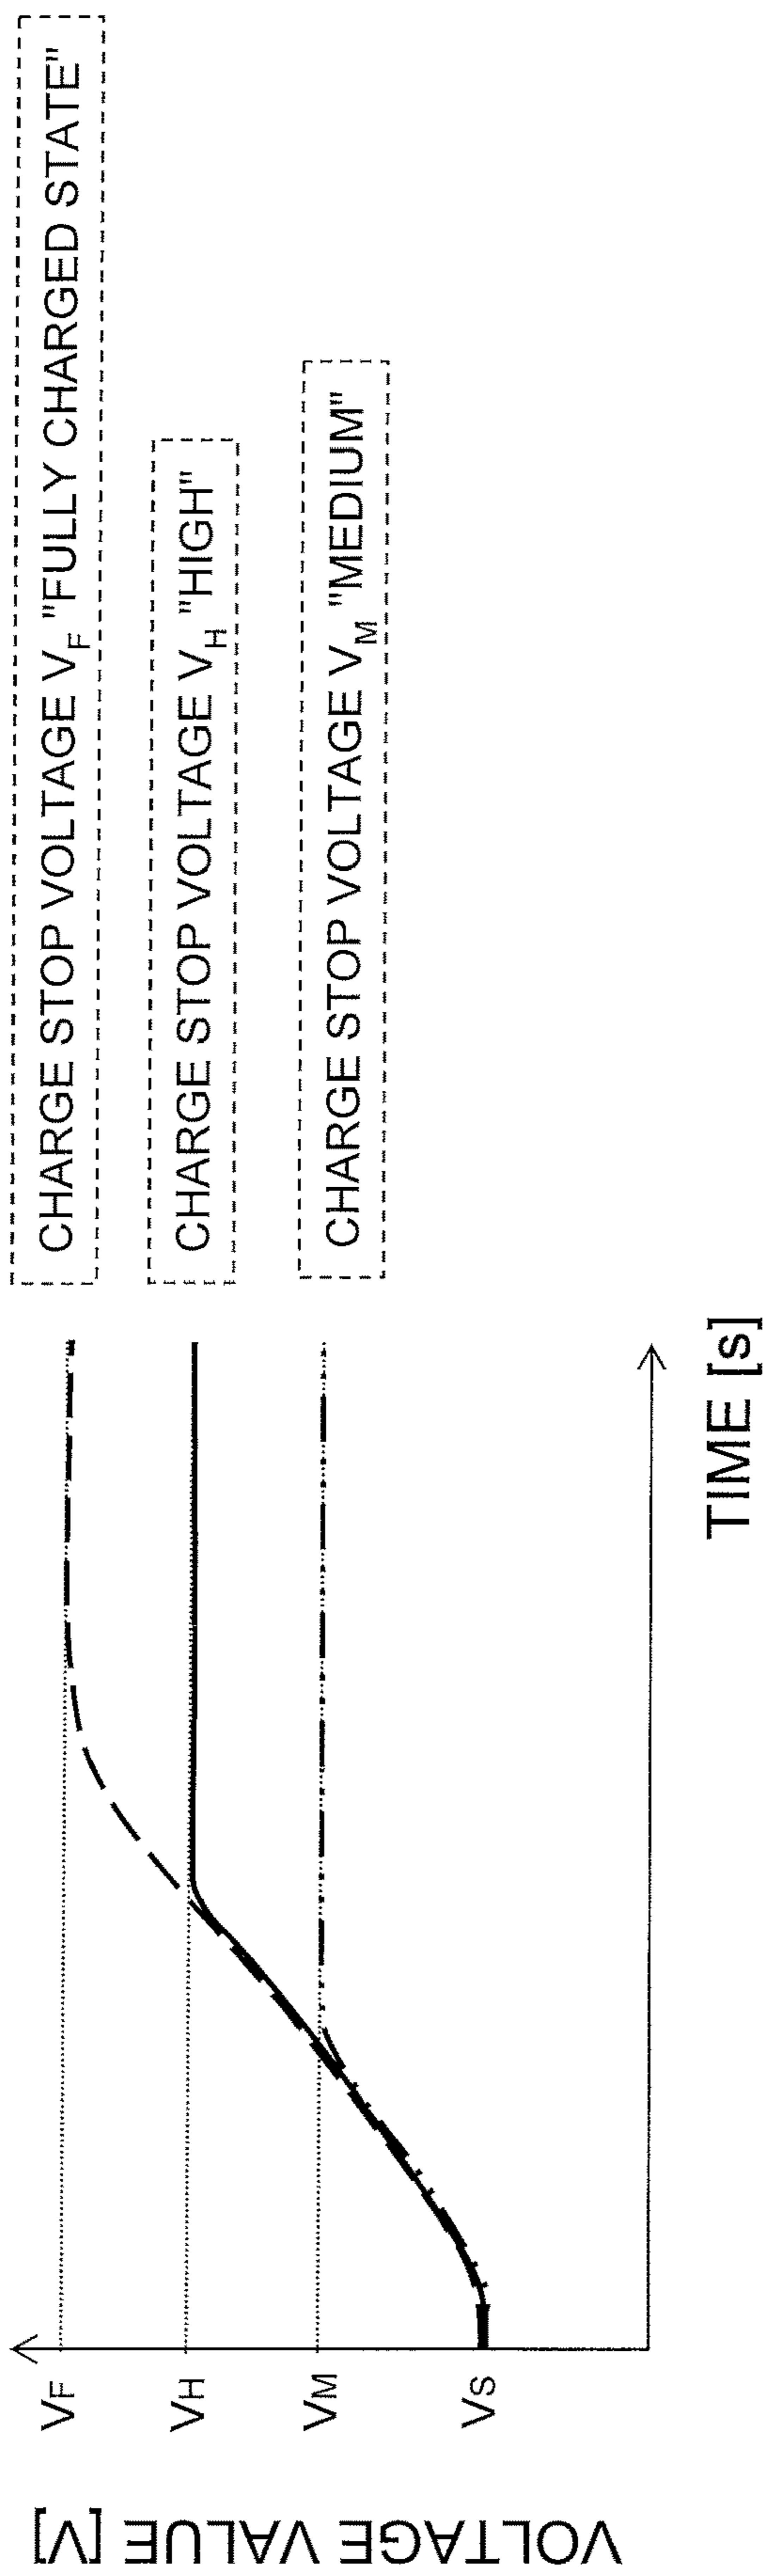 VOLTAGE VALUE [V]
VF
VH
VM
VS
TIME [s]
CHARGE STOP VOLTAGE VF "FULLY CHARGED STATE"
CHARGE STOP VOLTAGE VH "HIGH"
CHARGE STOP VOLTAGE VM "MEDIUM"